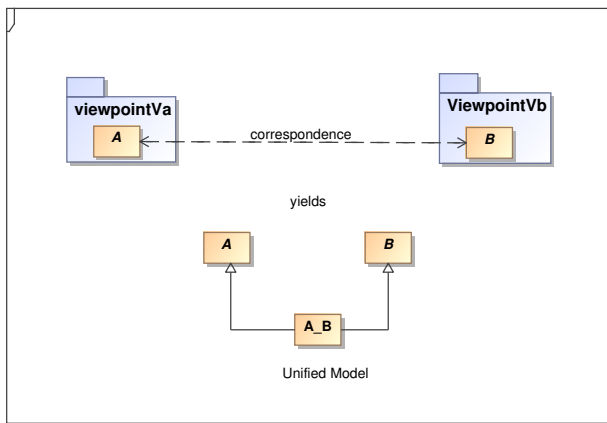 viewpointVa
ViewpointVb
A
correspondence
B
yields
A
B
A_B
Unified Model